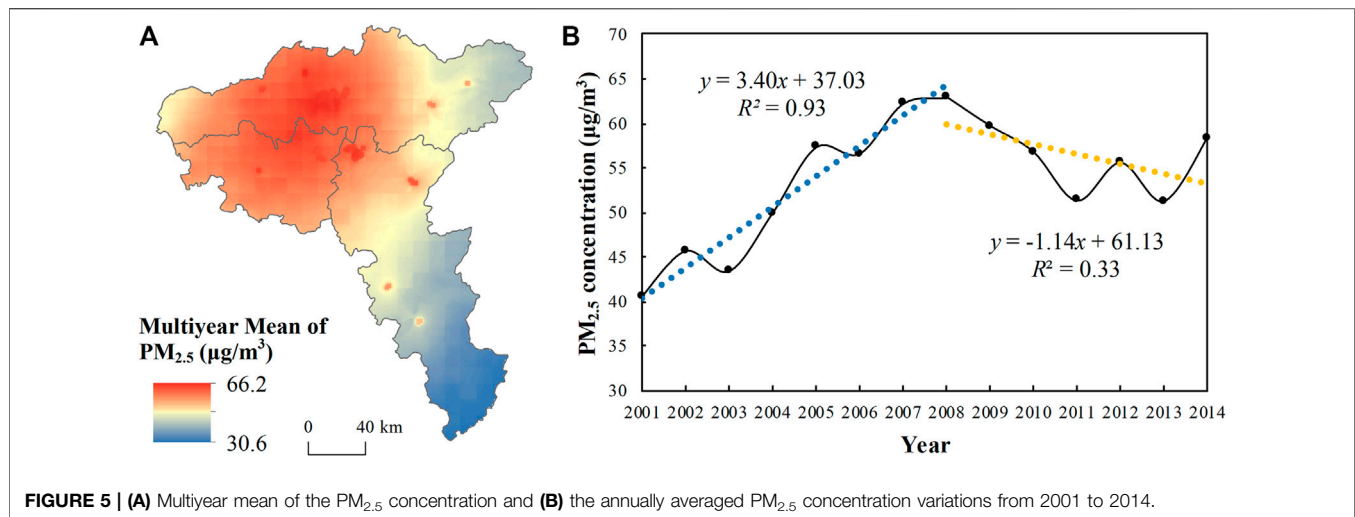 A
Multiyear Mean of
PM2.5 (µg/m³)
66.2
30.6
0 40 km
B
PM2.5 concentration (µg/m³)
70
65
60
55
50
45
40
35
30
y = 3.40x + 37.03
R² = 0.93
y = -1.14x + 61.13
R² = 0.33
2001 2002 2003 2004 2005 2006 2007 2008 2009 2010 2011 2012 2013 2014
Year
FIGURE 5 | (A) Multiyear mean of the PM2.5 concentration and (B) the annually averaged PM2.5 concentration variations from 2001 to 2014.